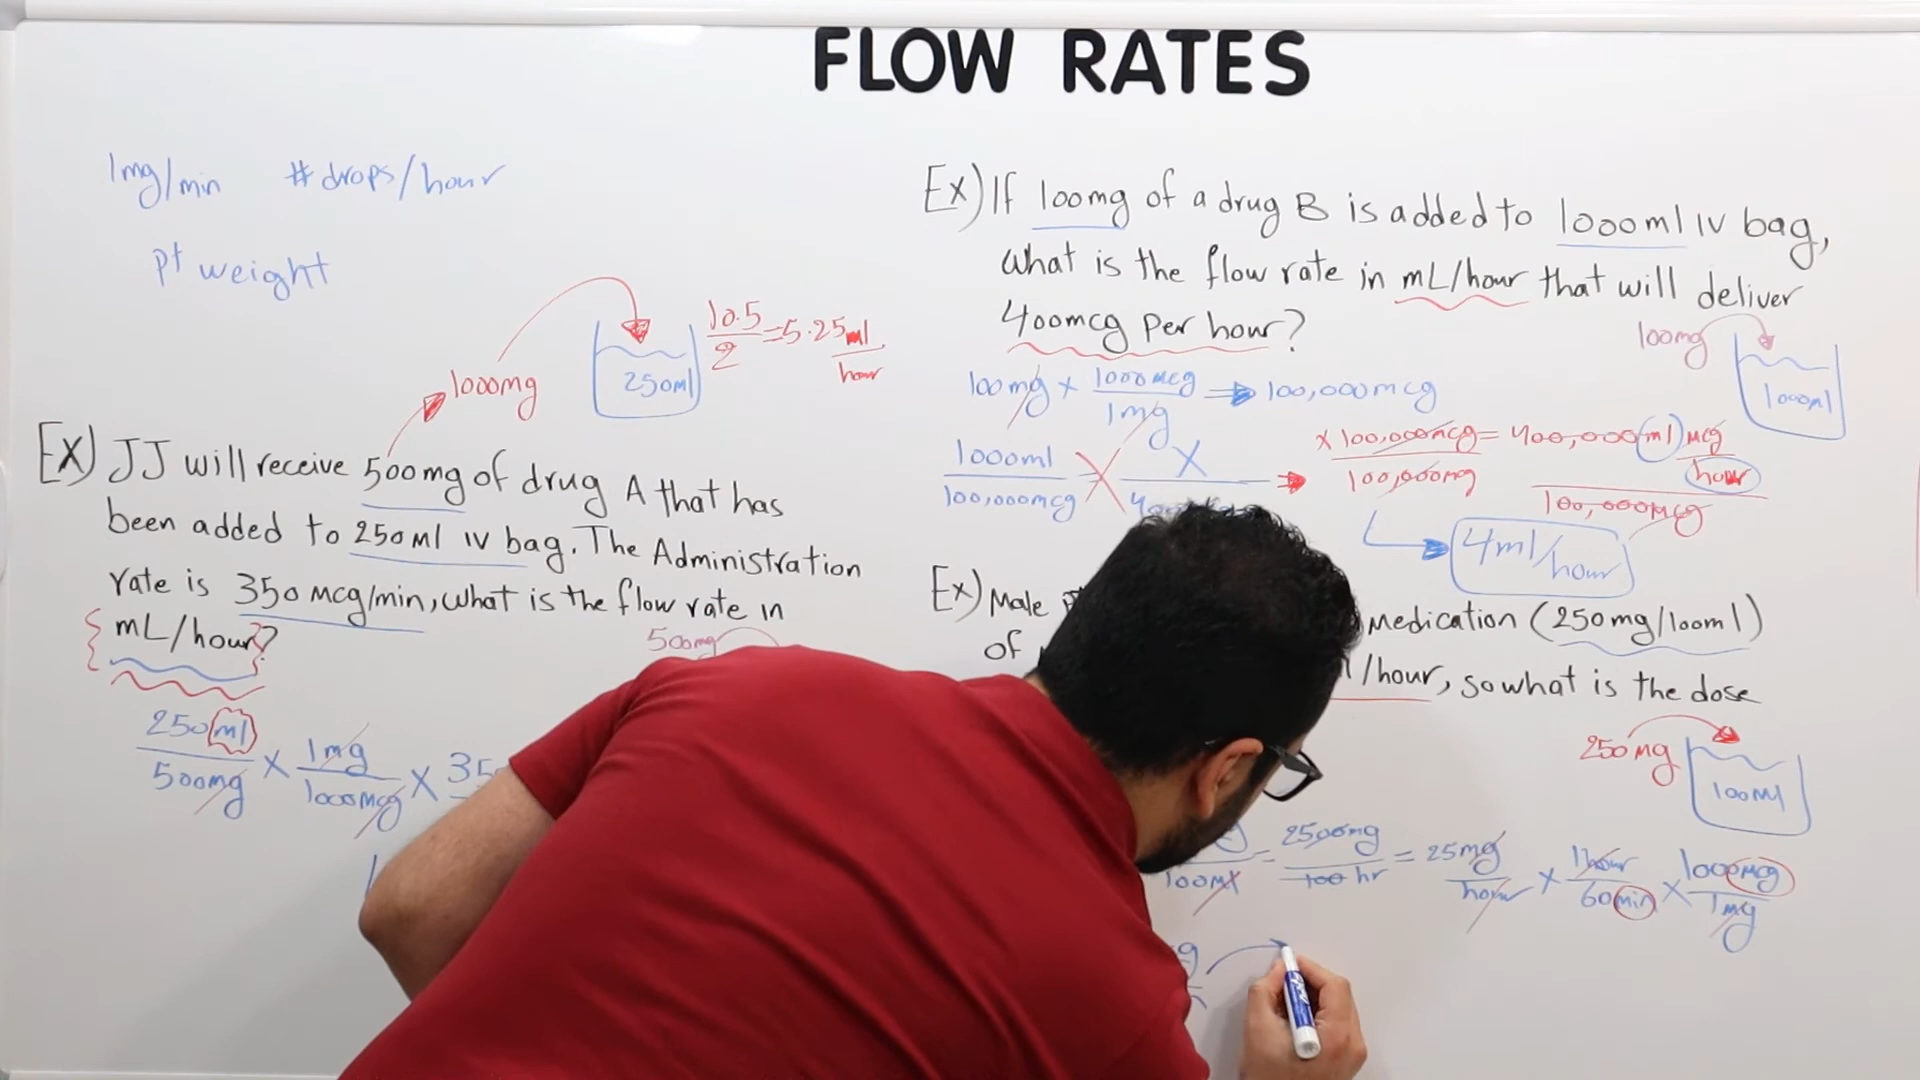 FLOW RATES
1mg/min #drops/hour
pt weight
1000mg
250ml
10.5/2 = 5.25 ml/hour
Ex) JJ will receive 500mg of drug A that has
been added to 250ml IV bag. The Administration
rate is 350 mcg/min, what is the flow rate in
mL/hour?
500mg
250ml/500mg × 1mg/1000mcg × 35
Ex) If 100mg of a drug B is added to 1000ml IV bag,
what is the flow rate in mL/hour that will deliver
400mcg per hour?
100mg
1000ml
100mg × 1000mcg/1mg ⇒ 100,000mcg
1000ml/100,000mcg = X/
x 100,000mcg/100,000mg = 400,000 ml mcg/hour/100,000mcg
4ml/hour
Ex) Male medication (250mg/100ml)
of /hour, so what is the dose
250mg
100ml
100ml = 2500mg/100 hr = 25mg/hour × 1hour/60min × 1000mcg/1mg